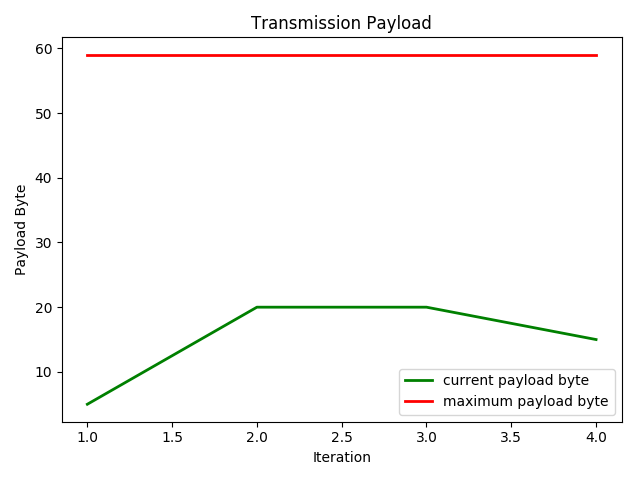 Transmission Payload
60
50
40
30
20
10
Payload Byte
current payload byte
maximum payload byte
1.0 1.5 2.0 2.5 3.0 3.5 4.0
Iteration